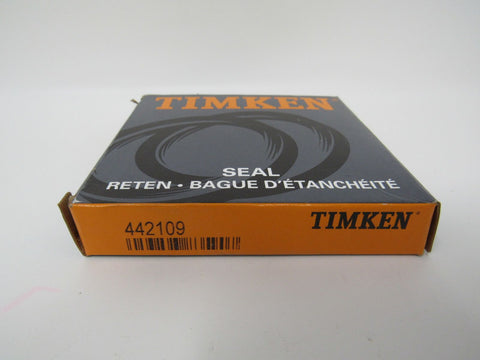 TIMKEN
SEAL
RETEN • BAGUE D'ÉTANCHÉITÉ
442109
TIMKEN